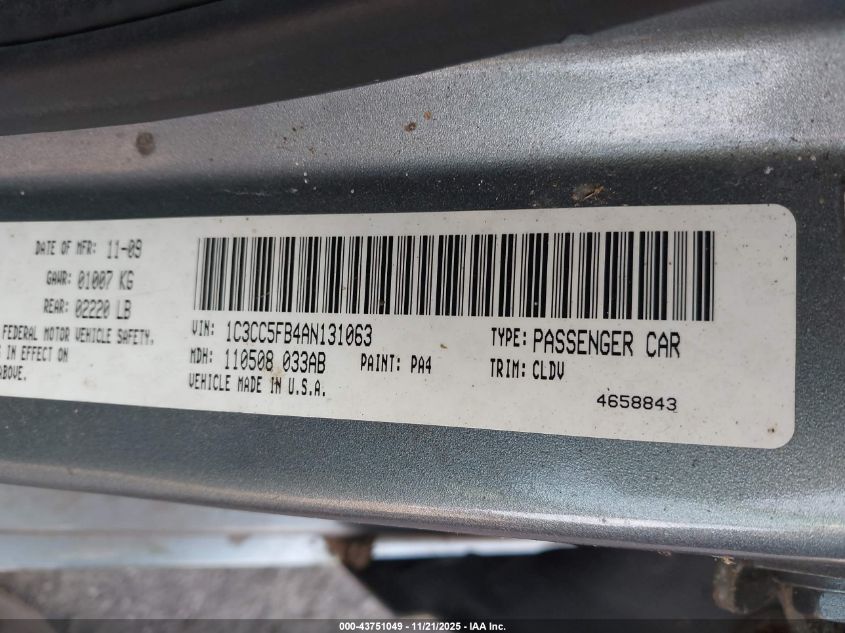 DATE OF MFR: 11-09
GAWR: 01007 KG
REAR: 02220 LB
FEDERAL MOTOR VEHICLE SAFETY.
IN EFFECT ON
ABOVE.
VIN: 1C3CC5FB4AN131063
MDH: 110508 033AB
PAINT: PA4
VEHICLE MADE IN U.S.A.
TYPE: PASSENGER CAR
TRIM: CLDV
4658843
000-43751049 - 11/21/2025 - IAA Inc.